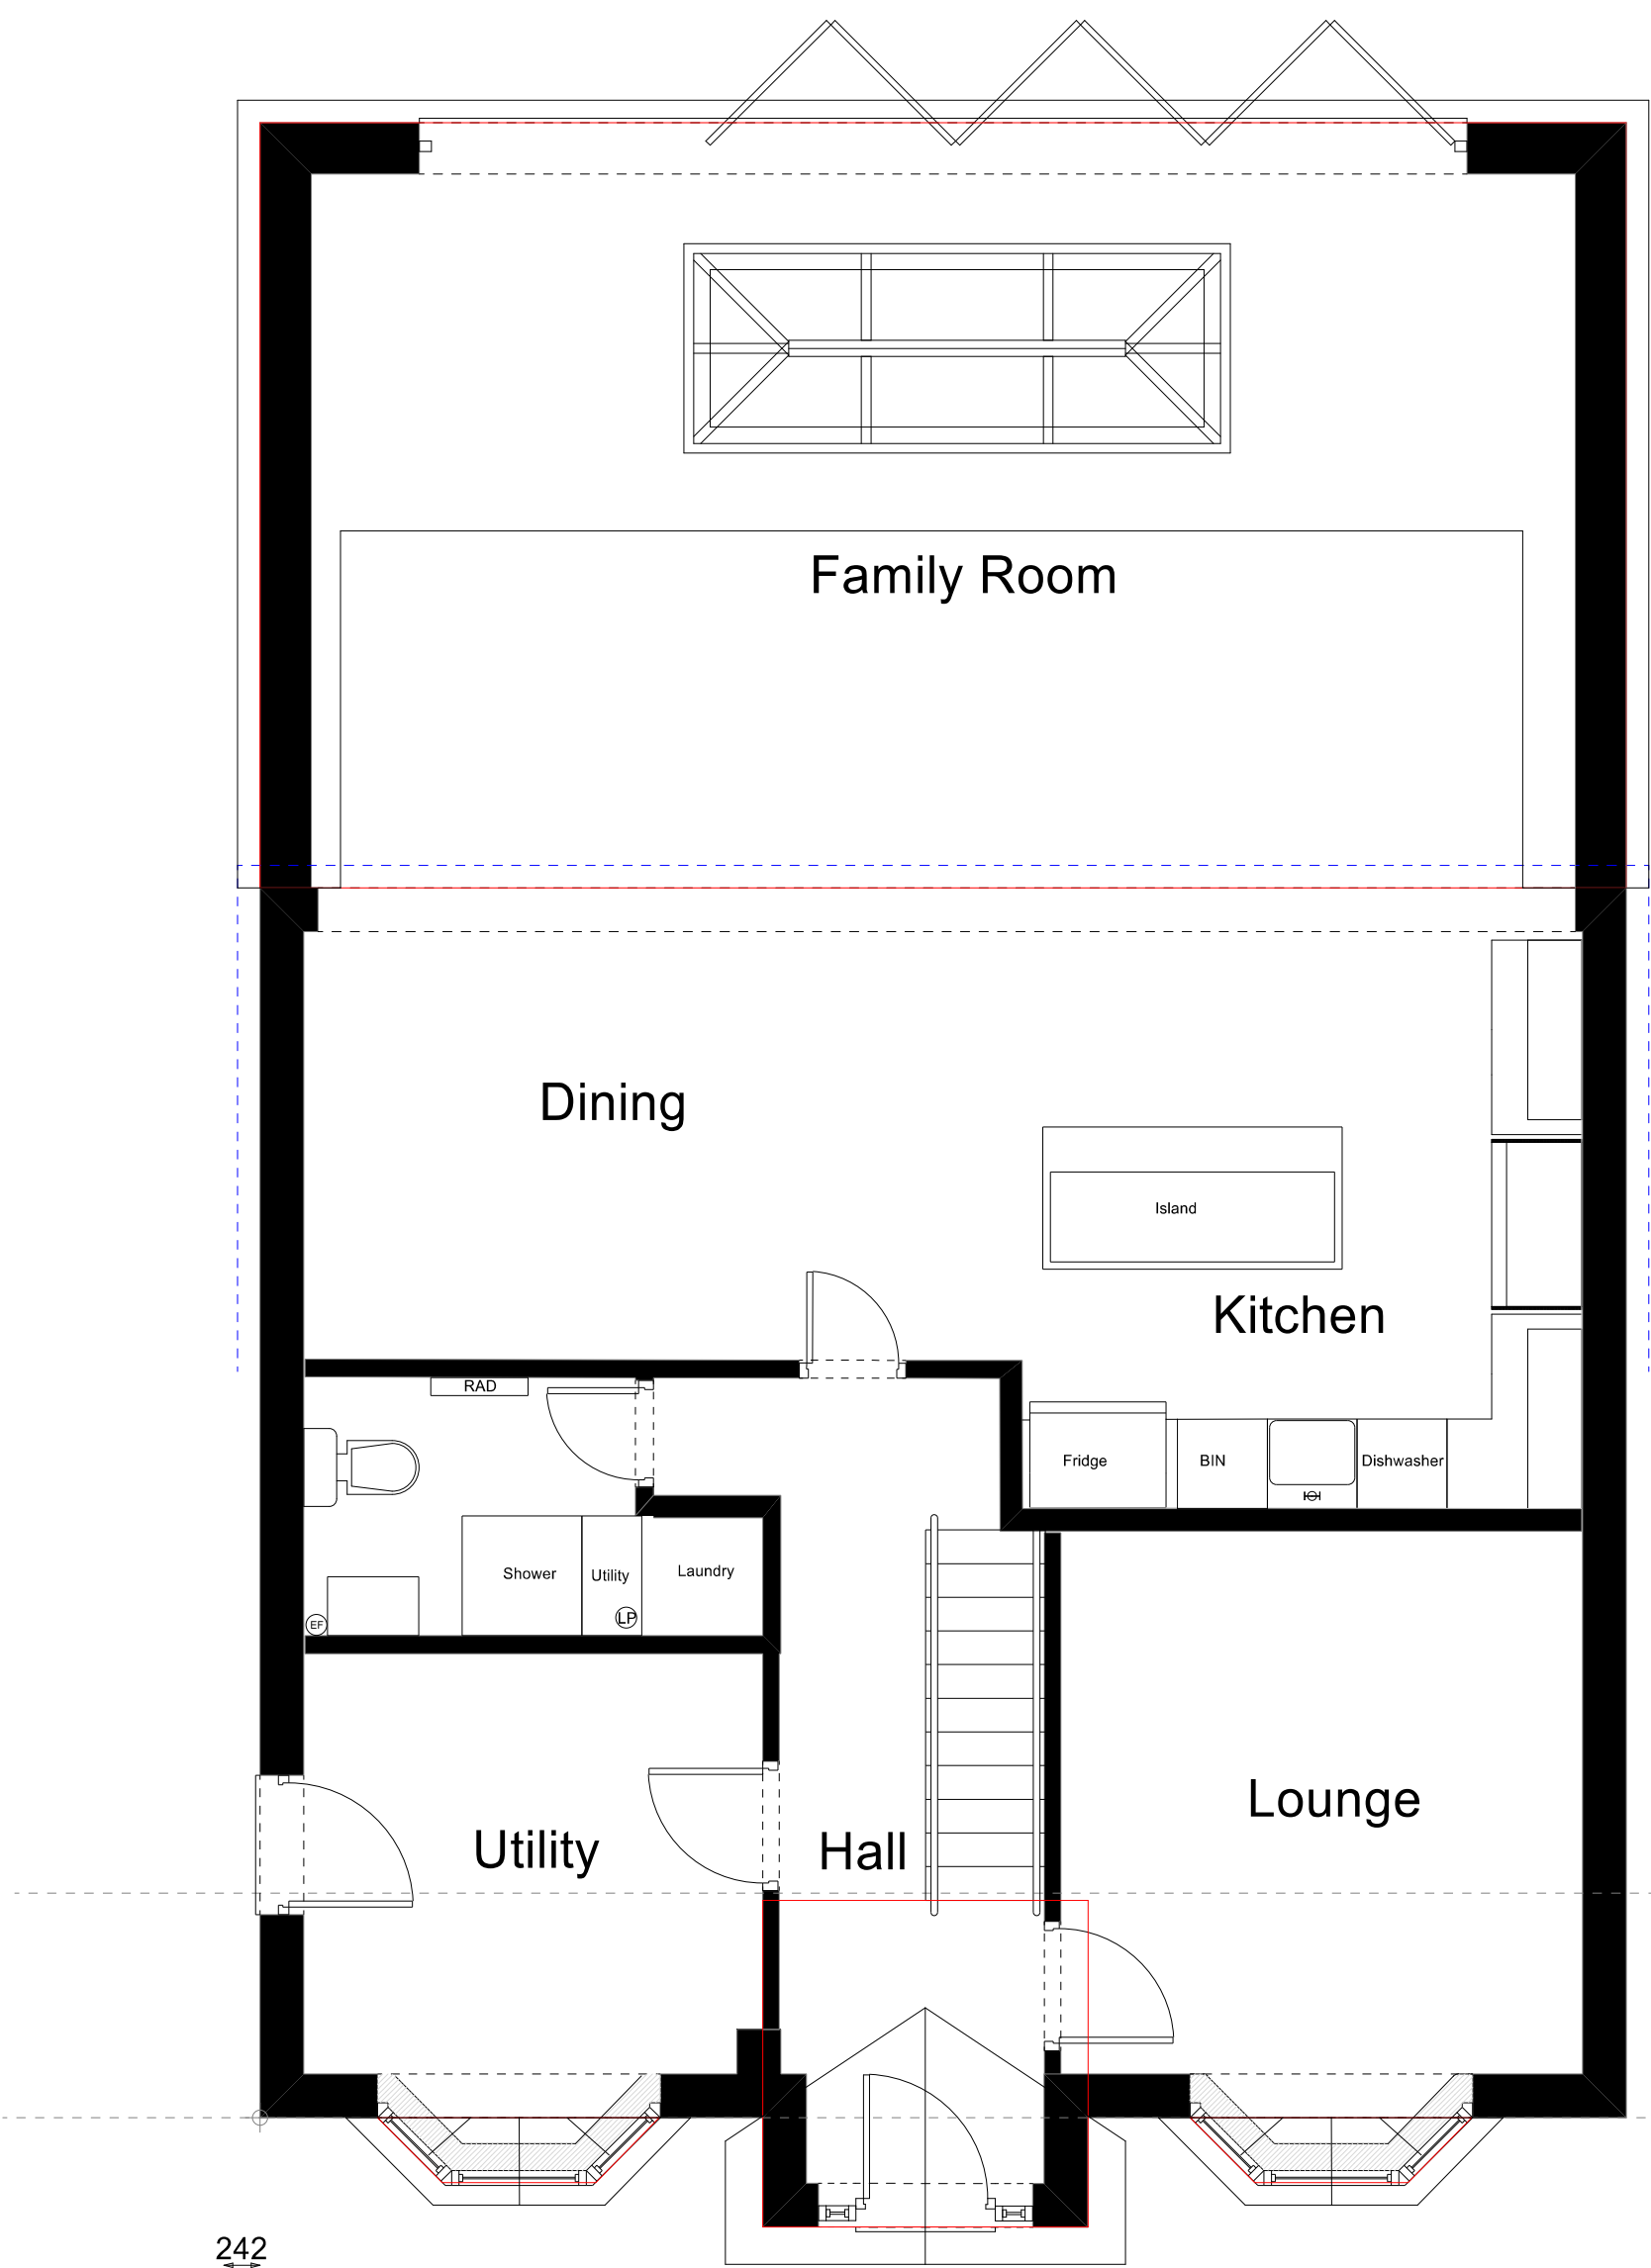 Family Room
Dining
Island
Kitchen
RAD
Fridge
BIN
Dishwasher
Shower
Utility
Laundry
LP
EF
Lounge
Utility
Hall
242